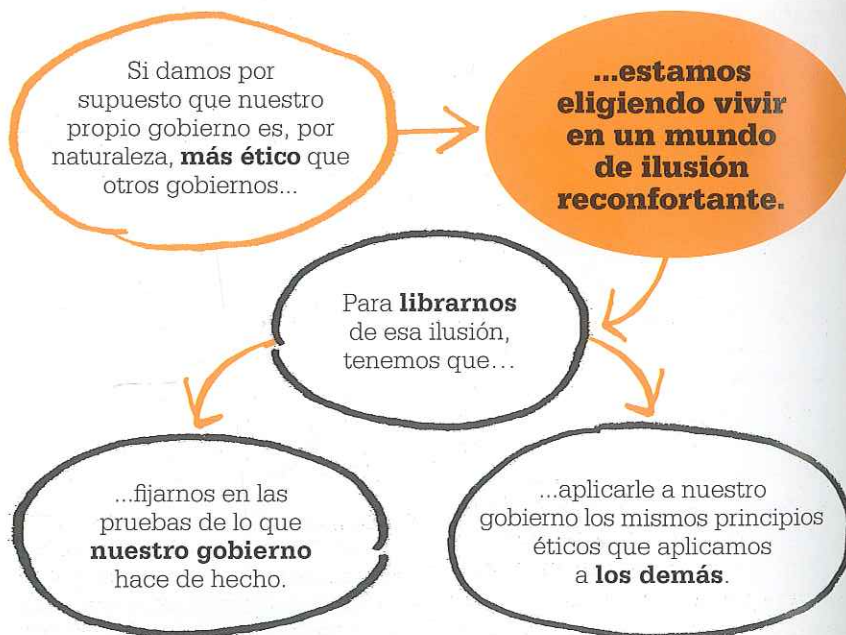 Si damos por
supuesto que nuestro
propio gobierno es, por
naturaleza, más ético que
otros gobiernos...
...estamos
eligiendo vivir
en un mundo
de ilusión
reconfortante.
Para librarnos
de esa ilusión,
tenemos que...
...fijarnos en las
pruebas de lo que
nuestro gobierno
hace de hecho.
...aplicarle a nuestro
gobierno los mismos principios
éticos que aplicamos
a los demás.